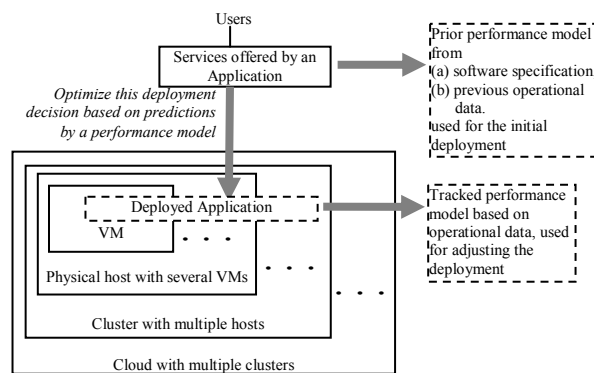 Users
Services offered by an
Application
Optimize this deployment
decision based on predictions
by a performance model
Prior performance model
from
(a) software specification
(b) previous operational
data.
used for the initial
deployment
Deployed Application
VM
. . . .
Physical host with several VMs
. . . .
Cluster with multiple hosts
. . . .
Cloud with multiple clusters
Tracked performance
model based on
operational data, used
for adjusting the
deployment